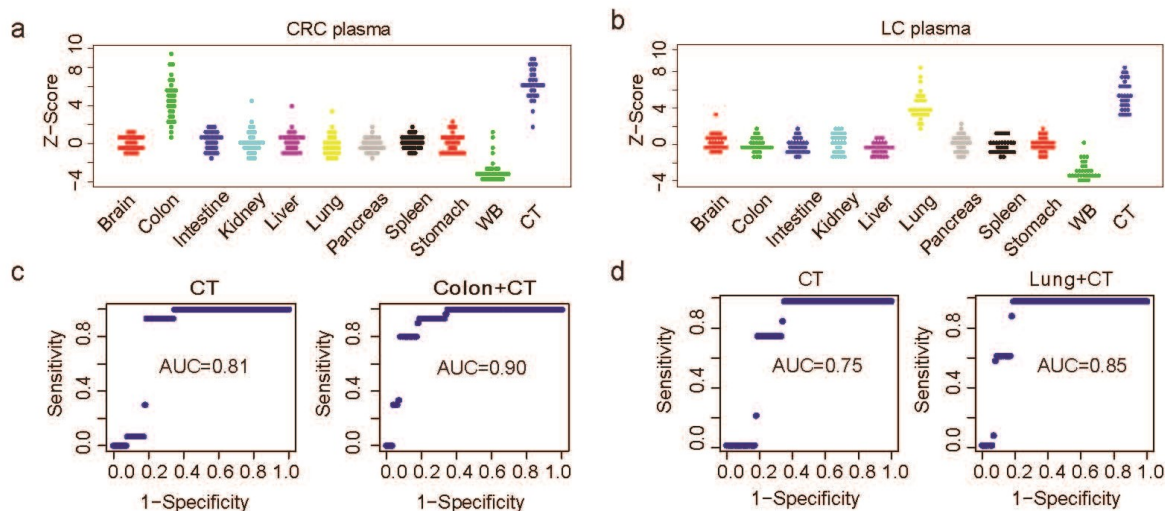 a
CRC plasma
Z-Score
10
8
4
0
−4
Brain
Colon
Intestine
Kidney
Liver
Lung
Pancreas
Spleen
Stomach
WB
CT
b
LC plasma
Z-Score
10
8
4
0
−4
Brain
Colon
Intestine
Kidney
Liver
Lung
Pancreas
Spleen
Stomach
WB
CT
c
CT
Sensitivity
0.8
0.4
0.0
AUC=0.81
0.0 0.2 0.4 0.6 0.8 1.0
1−Specificity
Colon+CT
Sensitivity
0.8
0.4
0.0
AUC=0.90
0.0 0.2 0.4 0.6 0.8 1.0
1−Specificity
d
CT
Sensitivity
0.8
0.4
0.0
AUC=0.75
0.0 0.2 0.4 0.6 0.8 1.0
1−Specificity
Lung+CT
Sensitivity
0.8
0.4
0.0
AUC=0.85
0.0 0.2 0.4 0.6 0.8 1.0
1−Specificity